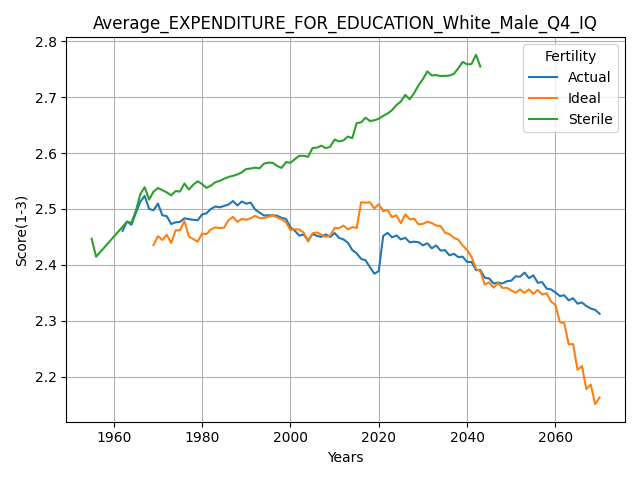 Average_EXPENDITURE_FOR_EDUCATION_White_Male_Q4_IQ
Score(1-3)
2.8
2.7
2.6
2.5
2.4
2.3
2.2
Fertility
Actual
Ideal
Sterile
1960 1980 2000 2020 2040 2060
Years